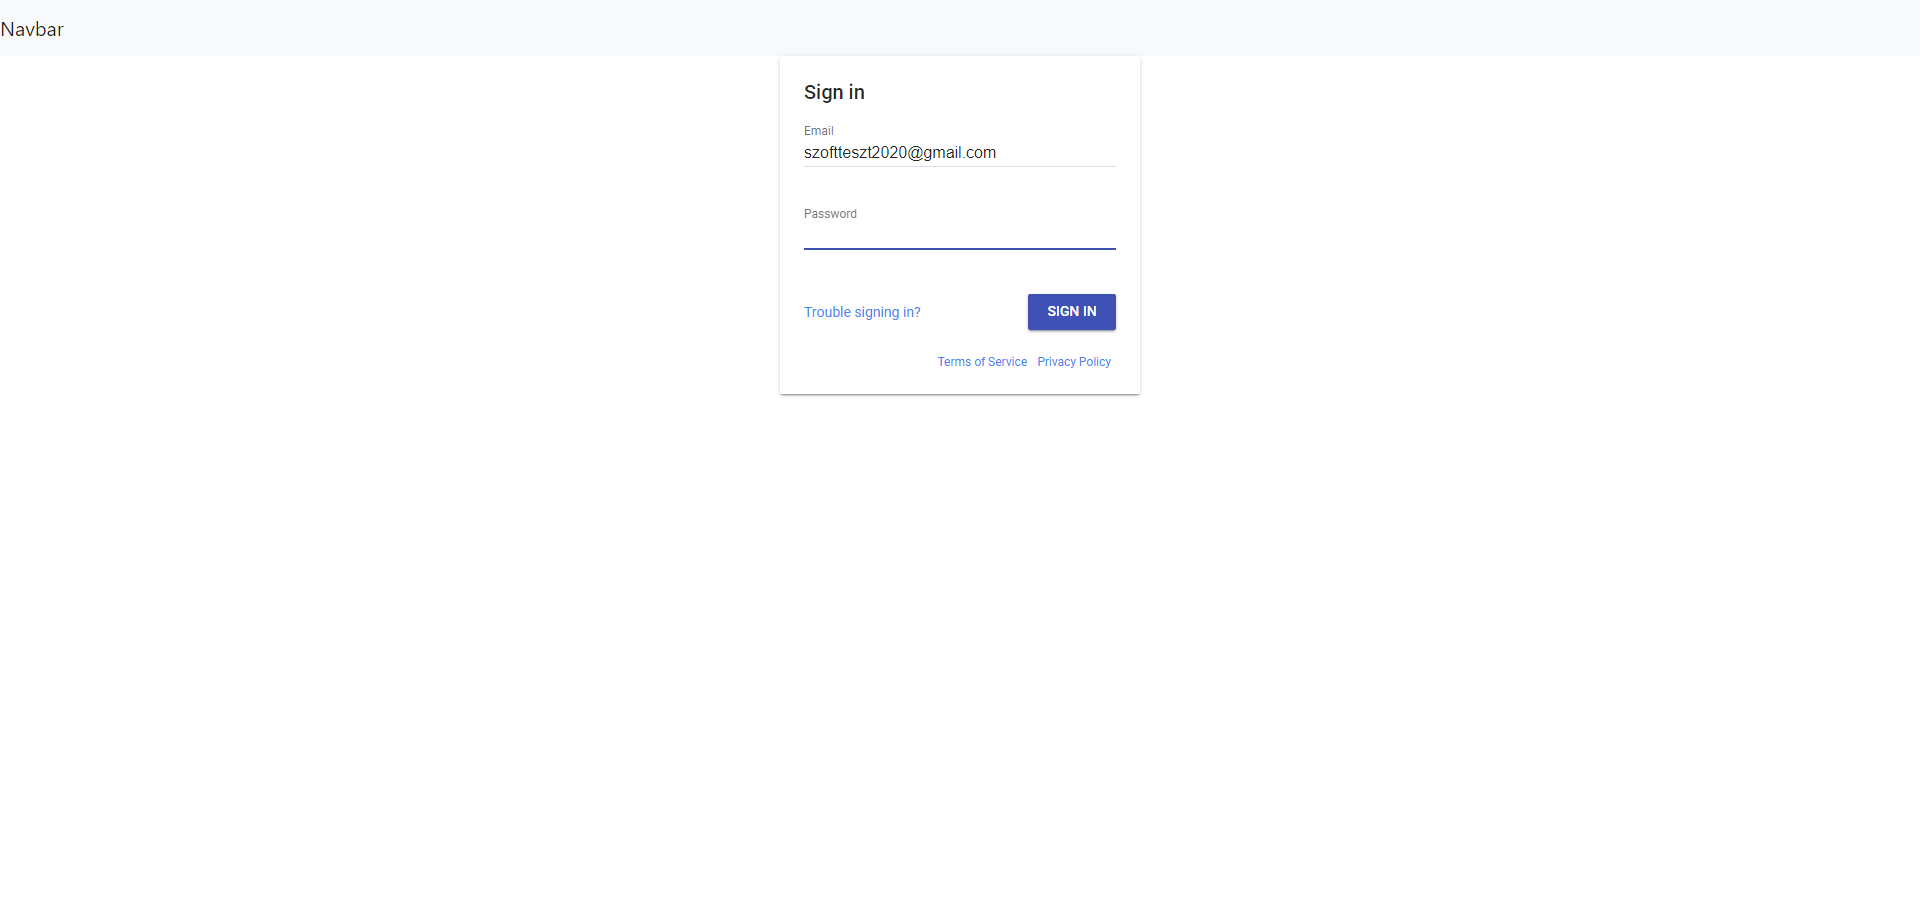 Navbar
Sign in
Email
szoftteszt2020@gmail.com
Password
Trouble signing in?
SIGN IN
Terms of Service Privacy Policy